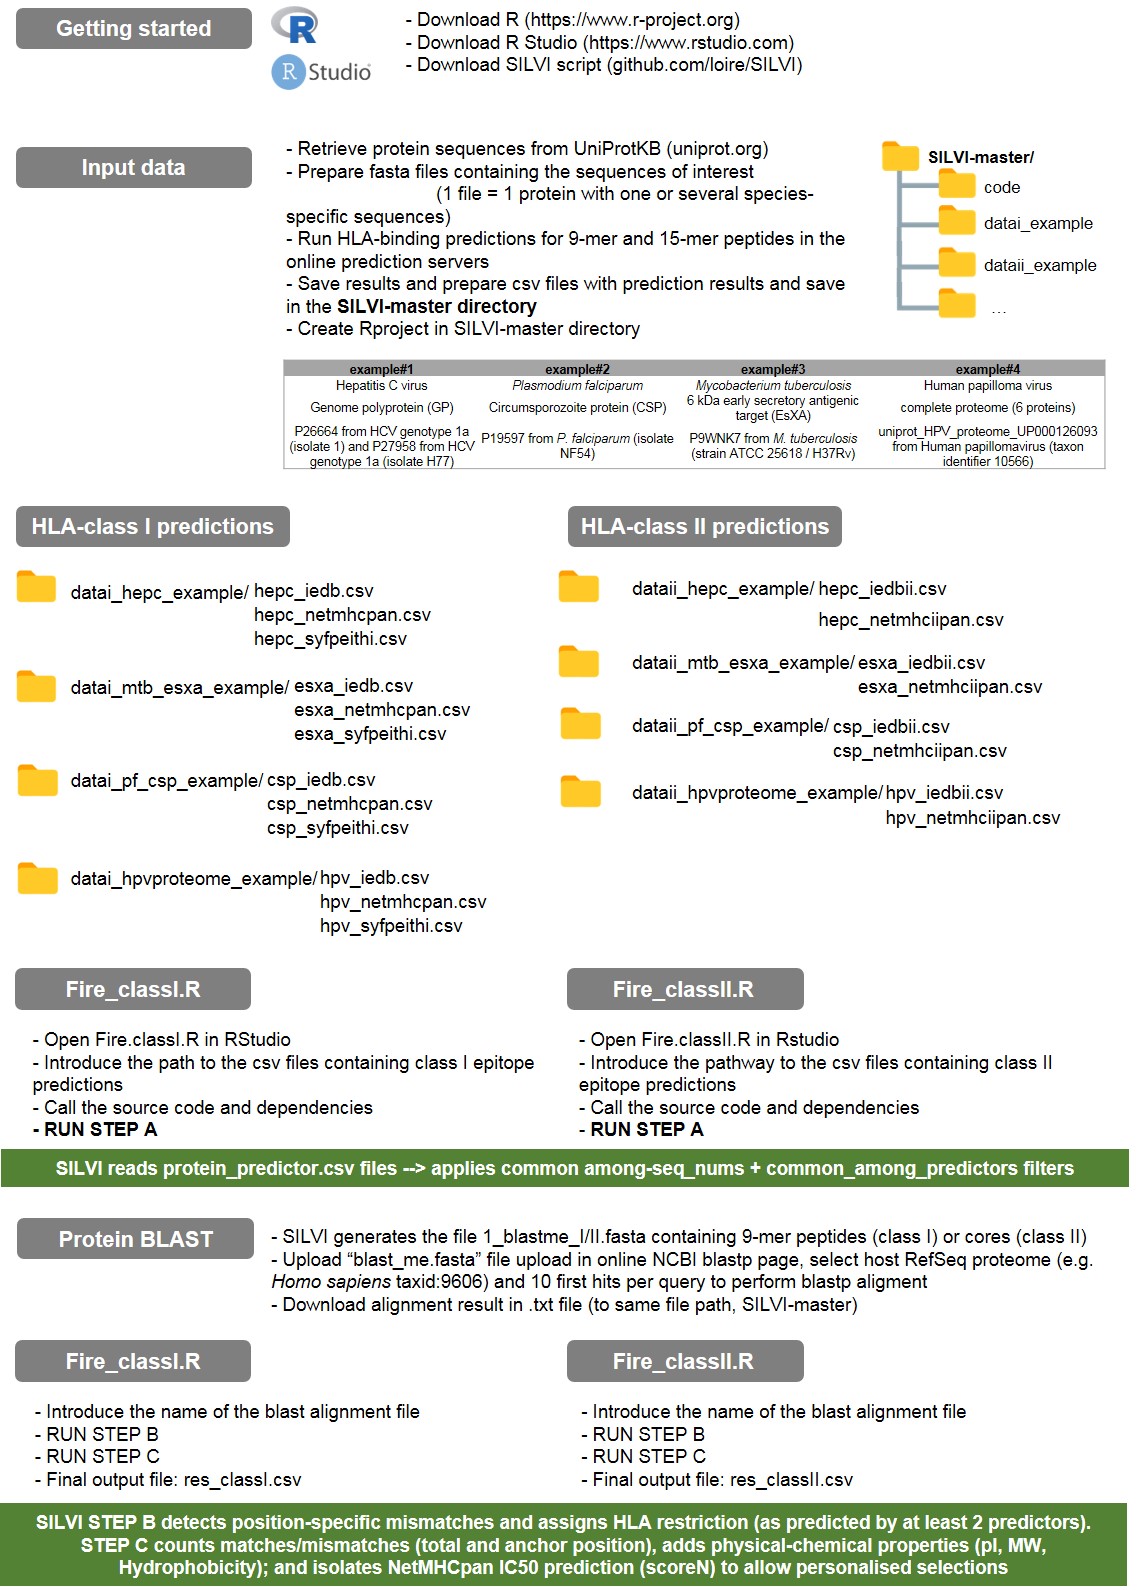 Getting started
R
R Studio
- Download R (https://www.r-project.org)
- Download R Studio (https://www.rstudio.com)
- Download SILVI script (github.com/loire/SILVI)
Input data
- Retrieve protein sequences from UniProtKB (uniprot.org)
- Prepare fasta files containing the sequences of interest
(1 file = 1 protein with one or several species-
specific sequences)
- Run HLA-binding predictions for 9-mer and 15-mer peptides in the
online prediction servers
- Save results and prepare csv files with prediction results and save
in the SILVI-master directory
- Create Rproject in SILVI-master directory
SILVI-master/
code
datai_example
dataii_example
...
example#1 example#2 example#3 example#4
Hepatitis C virus Plasmodium falciparum Mycobacterium tuberculosis Human papilloma virus
Genome polyprotein (GP) Circumsporozoite protein (CSP) 6 kDa early secretory antigenic target (EsXA) complete proteome (6 proteins)
P26664 from HCV genotype 1a (isolate 1) and P27958 from HCV genotype 1a (isolate H77) P19597 from P. falciparum (isolate NF54) P9WNK7 from M. tuberculosis (strain ATCC 25618 / H37Rv) uniprot_HPV_proteome_UP000126093 from Human papillomavirus (taxon identifier 10566)
HLA-class I predictions
datai_hepc_example/ hepc_iedb.csv
hepc_netmhcpan.csv
hepc_syfpeithi.csv
datai_mtb_esxa_example/ esxa_iedb.csv
esxa_netmhcpan.csv
esxa_syfpeithi.csv
datai_pf_csp_example/ csp_iedb.csv
csp_netmhcpan.csv
csp_syfpeithi.csv
datai_hpvproteome_example/ hpv_iedb.csv
hpv_netmhcpan.csv
hpv_syfpeithi.csv
HLA-class II predictions
dataii_hepc_example/ hepc_iedbii.csv
hepc_netmhciipan.csv
dataii_mtb_esxa_example/ esxa_iedbii.csv
esxa_netmhciipan.csv
dataii_pf_csp_example/ csp_iedbii.csv
csp_netmhciipan.csv
dataii_hpvproteome_example/ hpv_iedbii.csv
hpv_netmhciipan.csv
Fire_classI.R
- Open Fire.classI.R in RStudio
- Introduce the path to the csv files containing class I epitope
predictions
- Call the source code and dependencies
- RUN STEP A
Fire_classII.R
- Open Fire.classII.R in Rstudio
- Introduce the pathway to the csv files containing class II
epitope predictions
- Call the source code and dependencies
- RUN STEP A
SILVI reads protein_predictor.csv files --> applies common among-seq_nums + common_among_predictors filters
Protein BLAST
- SILVI generates the file 1_blastme_I/II.fasta containing 9-mer peptides (class I) or cores (class II)
- Upload “blast_me.fasta” file upload in online NCBI blastp page, select host RefSeq proteome (e.g.
Homo sapiens taxid:9606) and 10 first hits per query to perform blastp aligment
- Download alignment result in .txt file (to same file path, SILVI-master)
Fire_classI.R
- Introduce the name of the blast alignment file
- RUN STEP B
- RUN STEP C
- Final output file: res_classI.csv
Fire_classII.R
- Introduce the name of the blast alignment file
- RUN STEP B
- RUN STEP C
- Final output file: res_classII.csv
SILVI STEP B detects position-specific mismatches and assigns HLA restriction (as predicted by at least 2 predictors).
STEP C counts matches/mismatches (total and anchor position), adds physical-chemical properties (pI, MW,
Hydrophobicity); and isolates NetMHCpan IC50 prediction (scoreN) to allow personalised selections